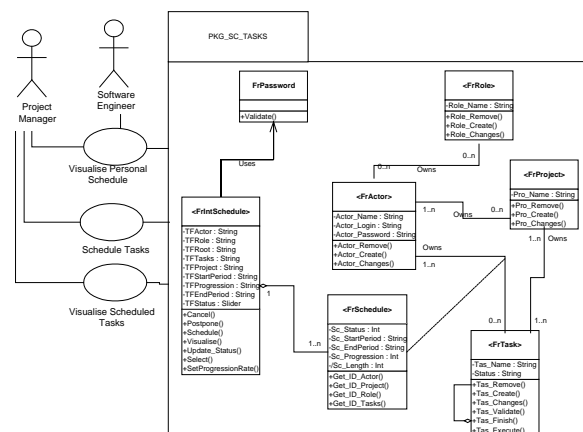 PKG_SC_TASKS
Project
Manager
Software
Engineer
Visualise Personal
Schedule
Schedule Tasks
Visualise Scheduled
Tasks
FrPassword
+Validate()
Uses
<FrIntSchedule>
-TFActor : String
-TFRole : String
-TFRoot : String
-TFTasks : String
-TFProject : String
-TFStartPeriod : String
-TFProgression : String
-TFEndPeriod : String
-TFStatus : Slider
+Cancel()
+Postpone()
+Schedule()
+Visualise()
+Update_Status()
+Select()
+SetProgressionRate()
1
1..n
<FrRole>
-Role_Name : String
+Role_Remove()
+Role_Create()
+Role_Changes()
0..n
0..n
Owns
<FrActor>
-Actor_Name : String
-Actor_Login : String
-Actor_Password : String
+Actor_Remove()
+Actor_Create()
+Actor_Changes()
1..n
Owns
0..n
<FrProject>
-Pro_Name : String
+Pro_Remove()
+Pro_Create()
+Pro_Changes()
1..n
Owns
Owns
1..n
<FrSchedule>
-Sc_Status : Int
-Sc_StartPeriod : String
-Sc_EndPeriod : String
-Sc_Progression : Int
-/Sc_Length : Int
+Get_ID_Actor()
+Get_ID_Project()
+Get_ID_Role()
+Get_ID_Tasks()
0..n
1..n
<FrTask>
-Tas_Name : String
-Status : String
+Tas_Remove()
+Tas_Create()
+Tas_Changes()
+Tas_Validate()
+Tas_Finish()
+Tas_Execute()